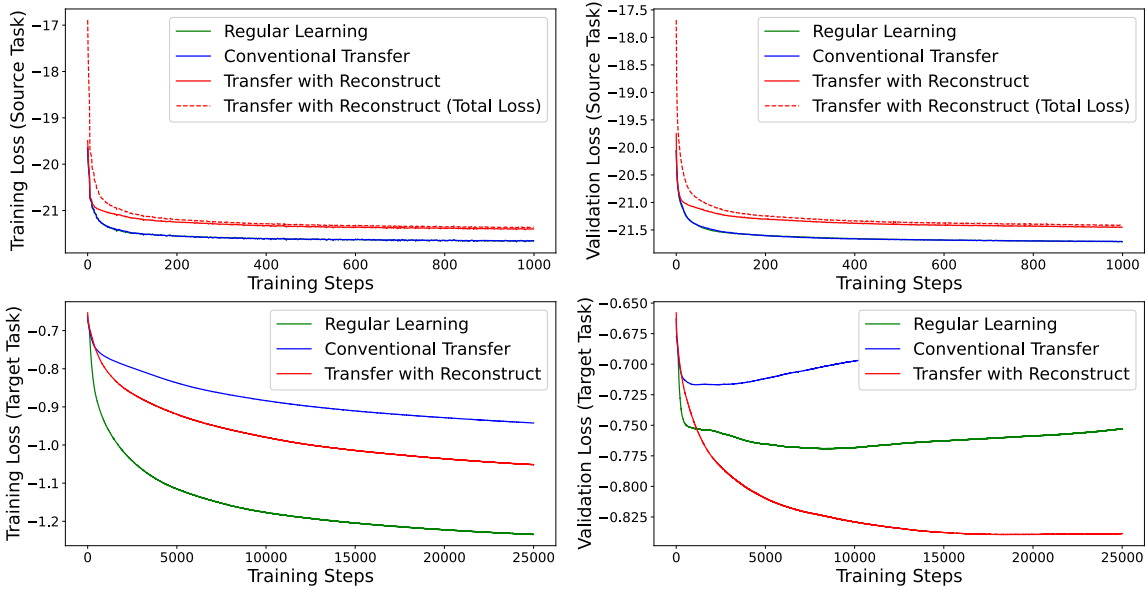 Training Loss (Source Task)
−17
−18
−19
−20
−21
Regular Learning
Conventional Transfer
Transfer with Reconstruct
Transfer with Reconstruct (Total Loss)
0 200 400 600 800 1000
Training Steps
Validation Loss (Source Task)
−17.5
−18.0
−18.5
−19.0
−19.5
−20.0
−20.5
−21.0
−21.5
Regular Learning
Conventional Transfer
Transfer with Reconstruct
Transfer with Reconstruct (Total Loss)
0 200 400 600 800 1000
Training Steps
Training Loss (Target Task)
−0.7
−0.8
−0.9
−1.0
−1.1
−1.2
Regular Learning
Conventional Transfer
Transfer with Reconstruct
0 5000 10000 15000 20000 25000
Training Steps
Validation Loss (Target Task)
−0.650
−0.675
−0.700
−0.725
−0.750
−0.775
−0.800
−0.825
Regular Learning
Conventional Transfer
Transfer with Reconstruct
0 5000 10000 15000 20000 25000
Training Steps